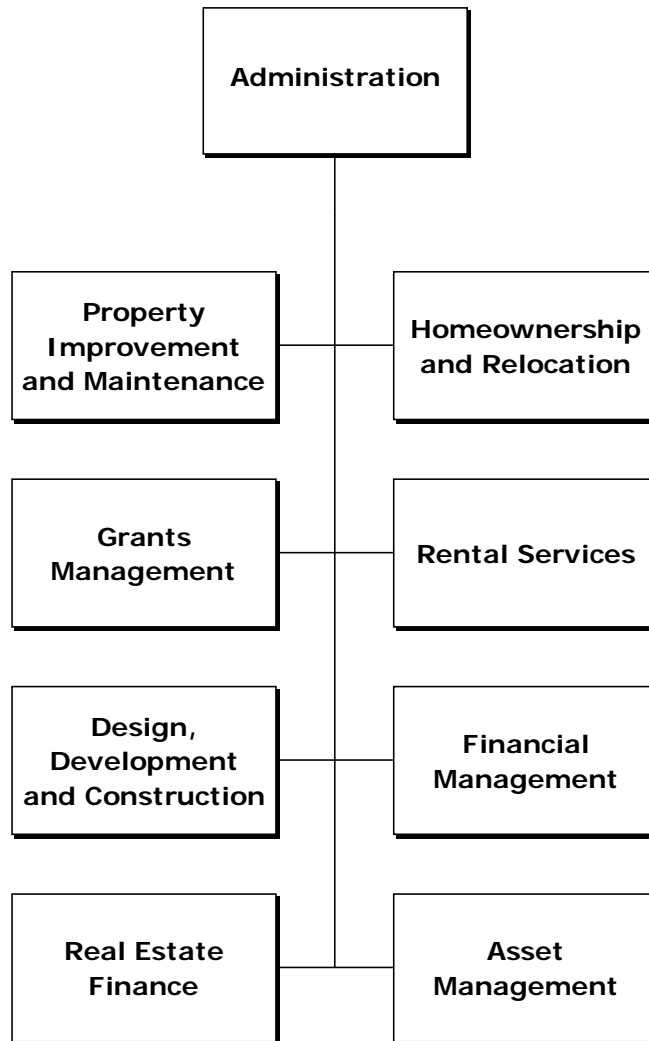 Administration
Property
Improvement
and Maintenance
Homeownership
and Relocation
Grants
Management
Rental Services
Design,
Development
and Construction
Financial
Management
Real Estate
Finance
Asset
Management